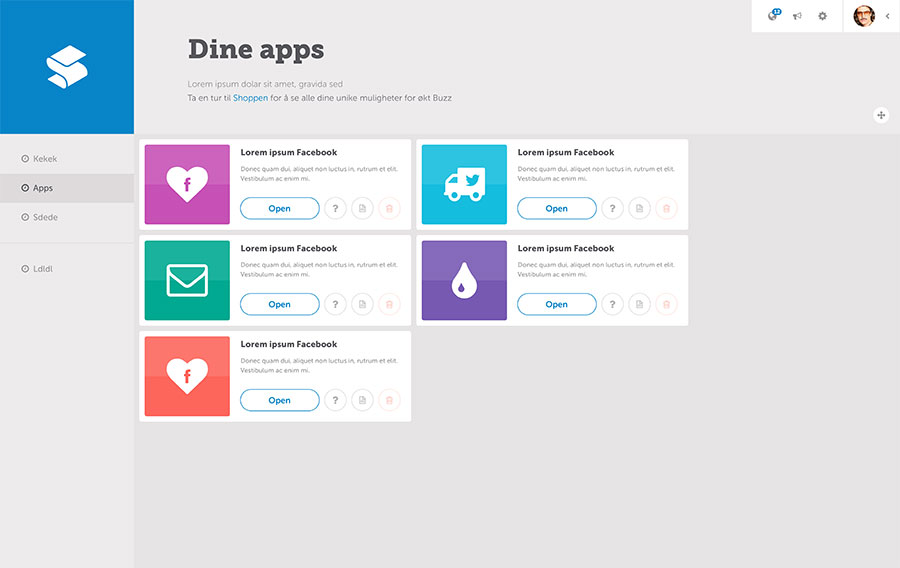 12
Dine apps
Lorem ipsum dolar sit amet, gravida sed
Ta en tur til Shoppen for å se alle dine unike muligheter for økt Buzz
Kekek
Apps
Sdede
Ldldl
Lorem ipsum Facebook
Donec quam dui, aliquet non luctus in, rutrum et elit.
Vestibulum ac enim mi.
Open
?
Lorem ipsum Facebook
Donec quam dui, aliquet non luctus in, rutrum et elit.
Vestibulum ac enim mi.
Open
?
Lorem ipsum Facebook
Donec quam dui, aliquet non luctus in, rutrum et elit.
Vestibulum ac enim mi.
Open
?
Lorem ipsum Facebook
Donec quam dui, aliquet non luctus in, rutrum et elit.
Vestibulum ac enim mi.
Open
?
Lorem ipsum Facebook
Donec quam dui, aliquet non luctus in, rutrum et elit.
Vestibulum ac enim mi.
Open
?